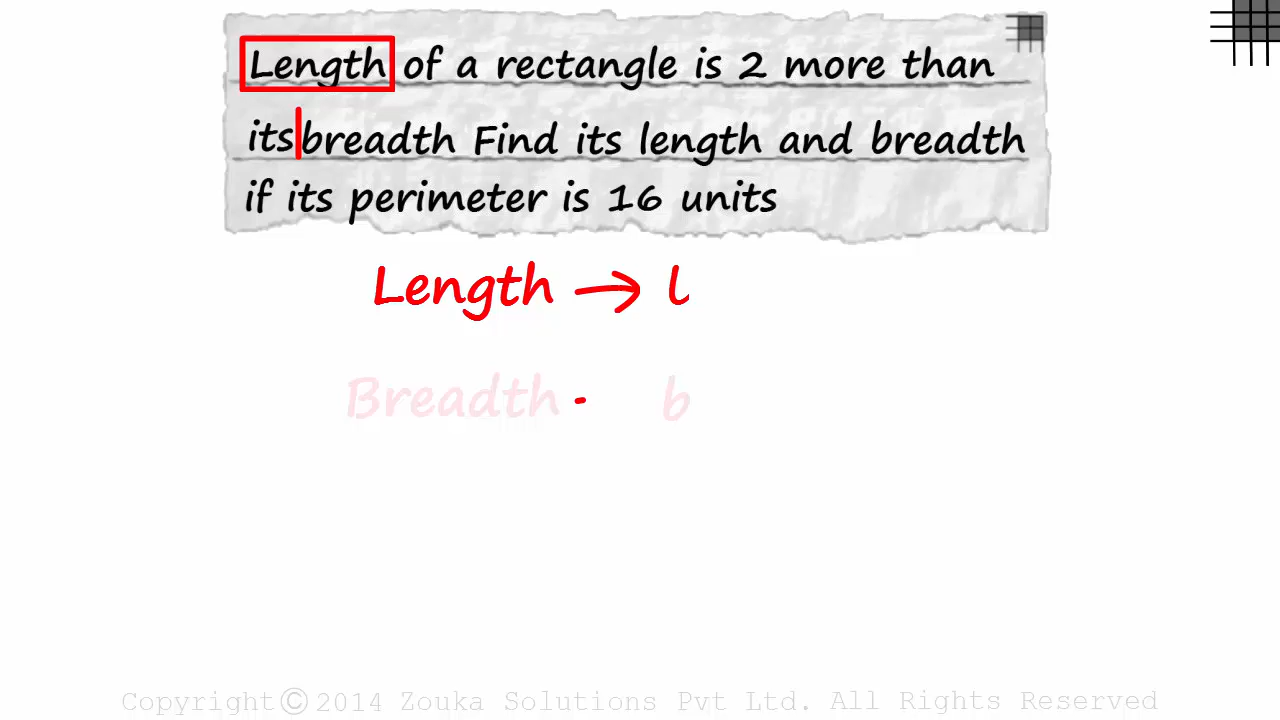 Length of a rectangle is 2 more than
its breadth Find its length and breadth
if its perimeter is 16 units
Length → l
Breadth b
Copyright © 2014 Zouka Solutions Pvt Ltd. All Rights Reserved